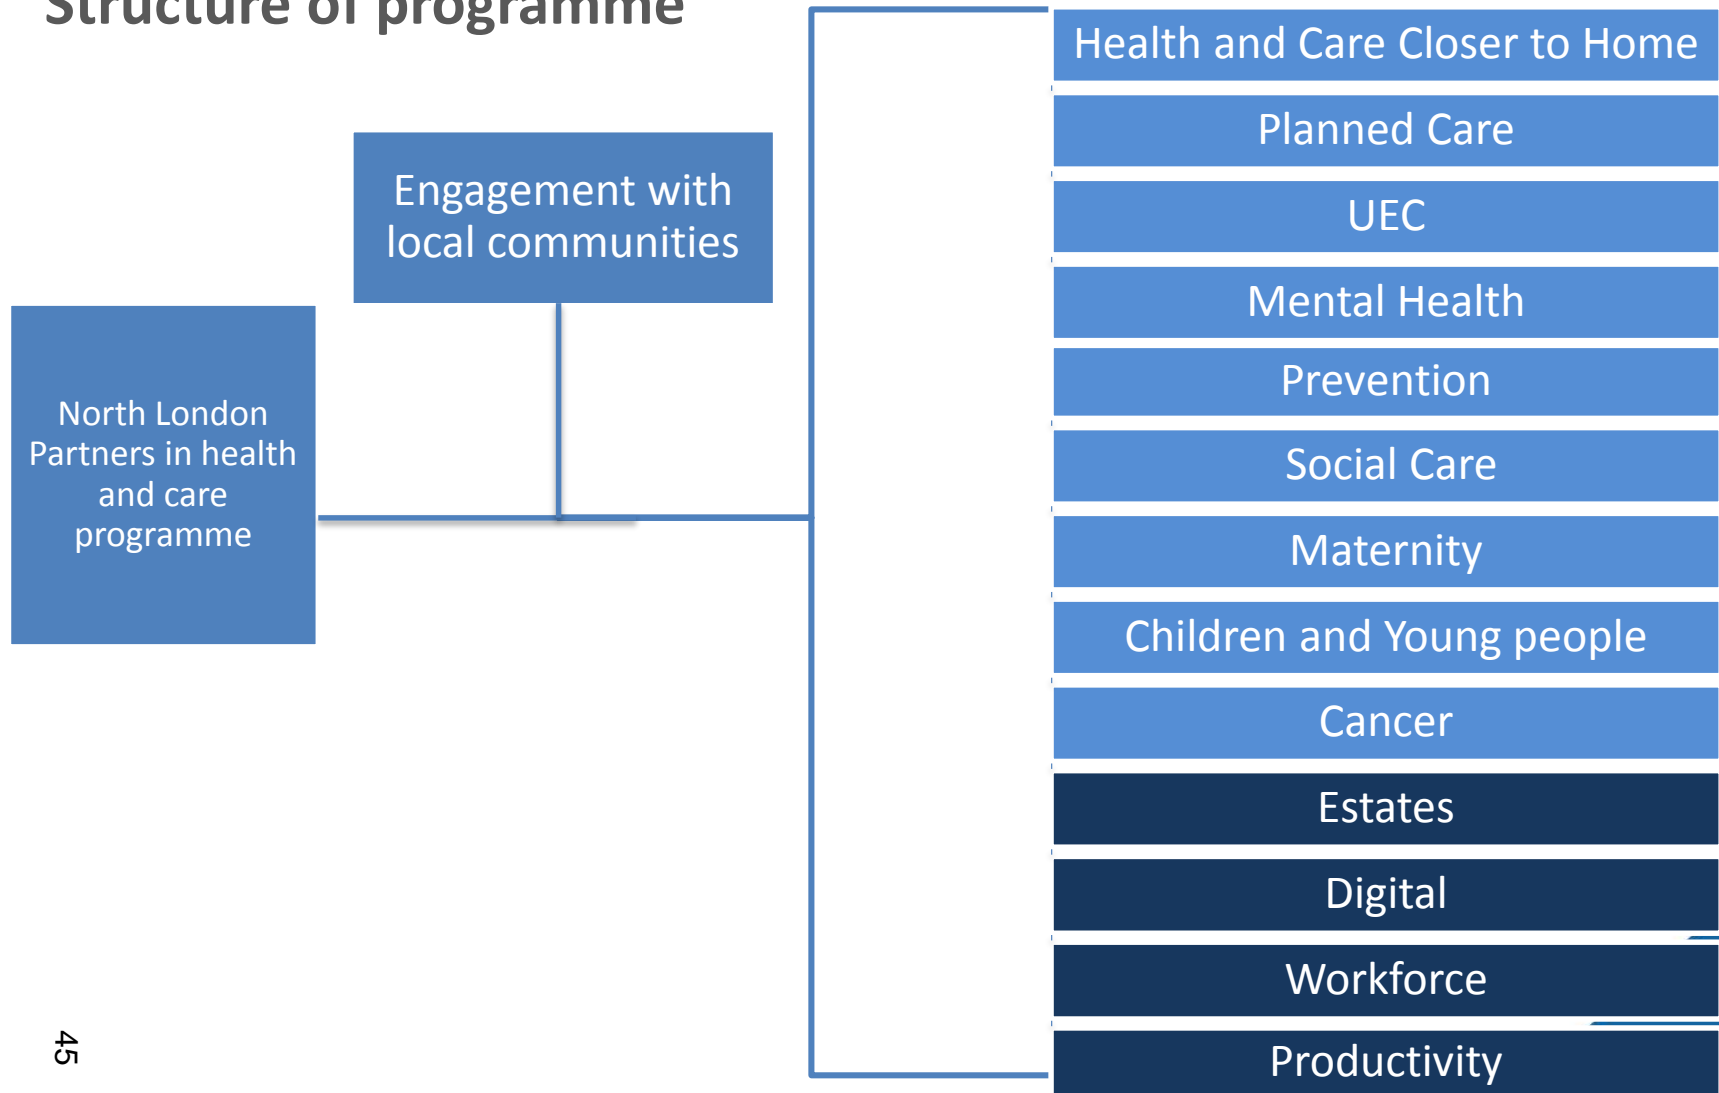 Structure of programme
Engagement with
local communities
North London
Partners in health
and care
programme
Health and Care Closer to Home
Planned Care
UEC
Mental Health
Prevention
Social Care
Maternity
Children and Young people
Cancer
Estates
Digital
Workforce
Productivity
45